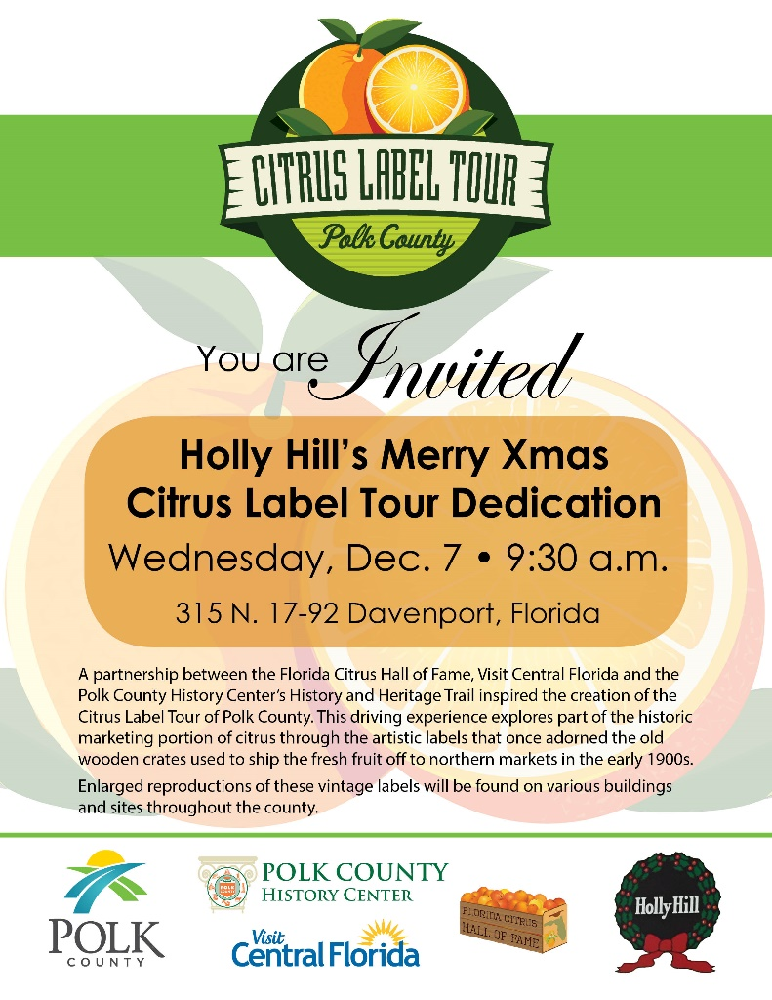 CITRUS LABEL TOUR
Polk County
You are Invited
Holly Hill's Merry Xmas
Citrus Label Tour Dedication
Wednesday, Dec. 7 • 9:30 a.m.
315 N. 17-92 Davenport, Florida
A partnership between the Florida Citrus Hall of Fame, Visit Central Florida and the
Polk County History Center's History and Heritage Trail inspired the creation of the
Citrus Label Tour of Polk County. This driving experience explores part of the historic
marketing portion of citrus through the artistic labels that once adorned the old
wooden crates used to ship the fresh fruit off to northern markets in the early 1900s.
Enlarged reproductions of these vintage labels will be found on various buildings
and sites throughout the county.
POLK
COUNTY
POLK COUNTY
HISTORY CENTER
Visit
Central Florida
FLORIDA CITRUS
HALL OF FAME
Holly Hill